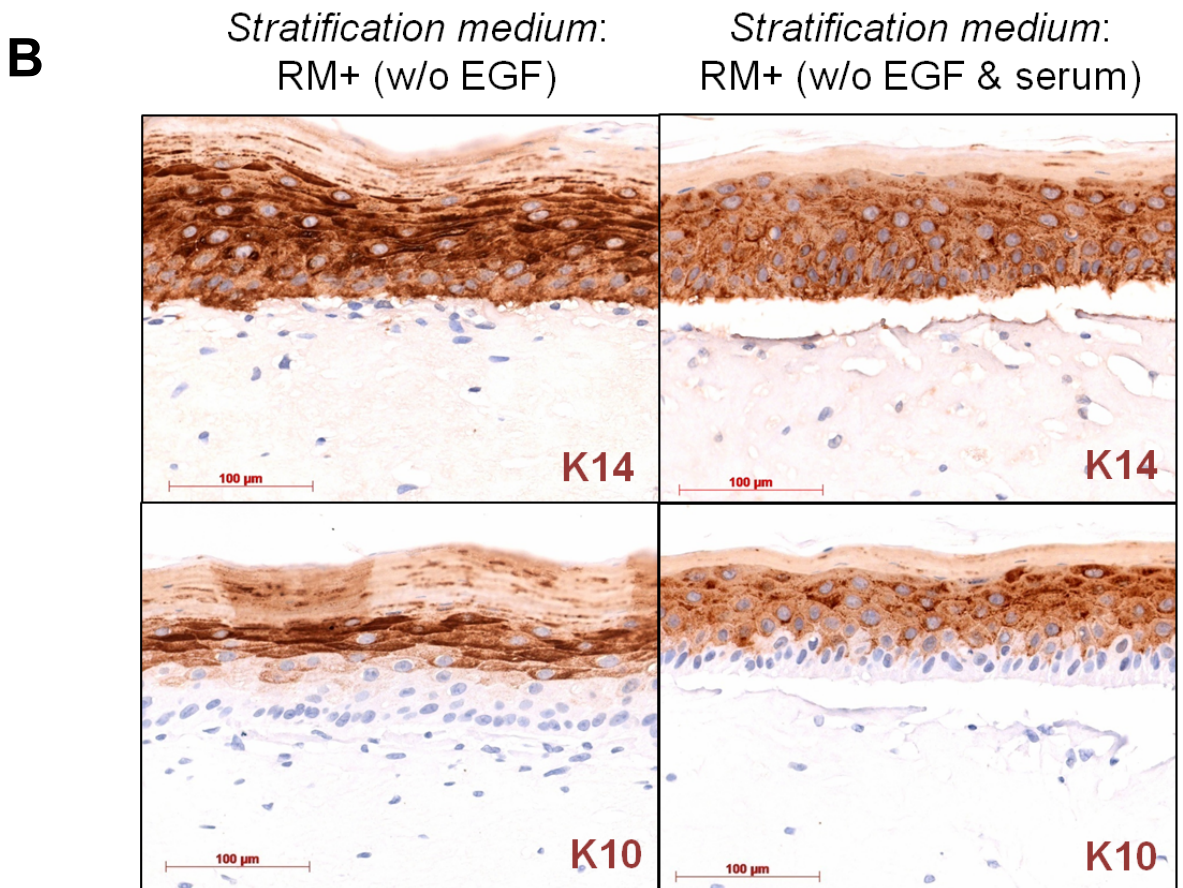 B
Stratification medium:
RM+ (w/o EGF)
Stratification medium:
RM+ (w/o EGF & serum)
100 µm
K14
100 µm
K14
100 µm
K10
100 µm
K10